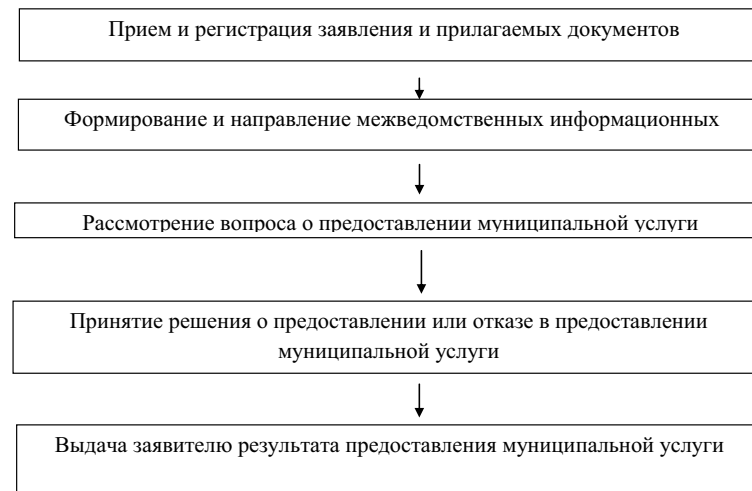 Прием и регистрация заявления и прилагаемых документов
Формирование и направление межведомственных информационных
Рассмотрение вопроса о предоставлении муниципальной услуги
Принятие решения о предоставлении или отказе в предоставлении
муниципальной услуги
Выдача заявителю результата предоставления муниципальной услуги